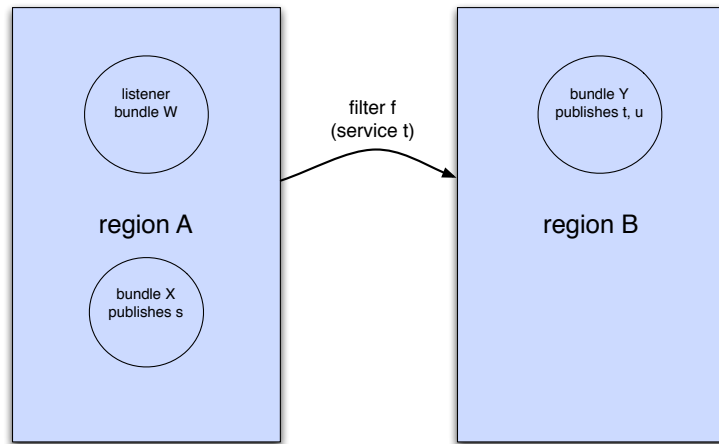 listener
bundle W
region A
bundle X
publishes s
filter f
(service t)
bundle Y
publishes t, u
region B